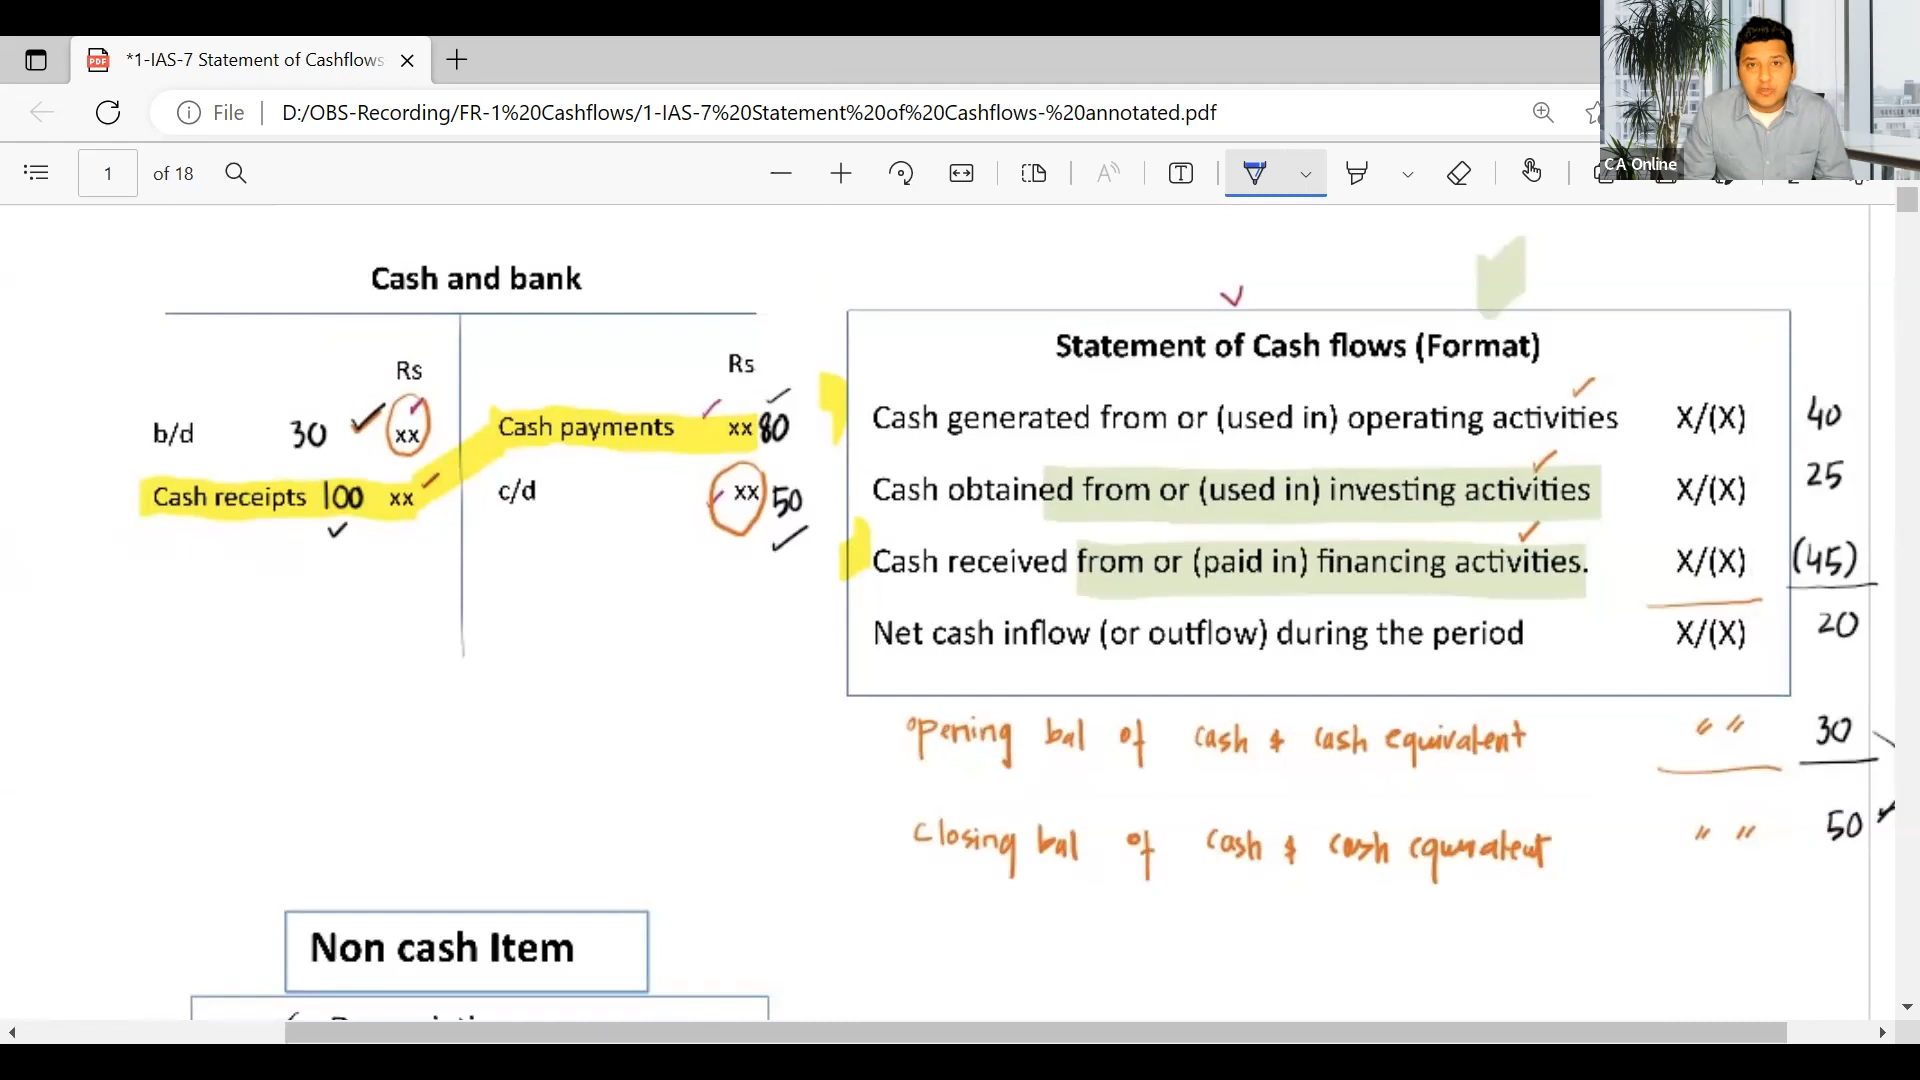 *1-IAS-7 Statement of Cashflows
File D:/OBS-Recording/FR-1%20Cashflows/1-IAS-7%20Statement%20of%20Cashflows-%20annotated.pdf
1 of 18
CA Online
Cash and bank
Rs Rs
b/d 30 xx Cash payments xx 80
Cash receipts 100 xx c/d xx 50
Statement of Cash flows (Format)
Cash generated from or (used in) operating activities X/(X) 40
Cash obtained from or (used in) investing activities X/(X) 25
Cash received from or (paid in) financing activities. X/(X) (45)
Net cash inflow (or outflow) during the period X/(X) 20
opening bal of cash & cash equivalent " " 30
closing bal of cash & cash equivalent " " 50
Non cash Item